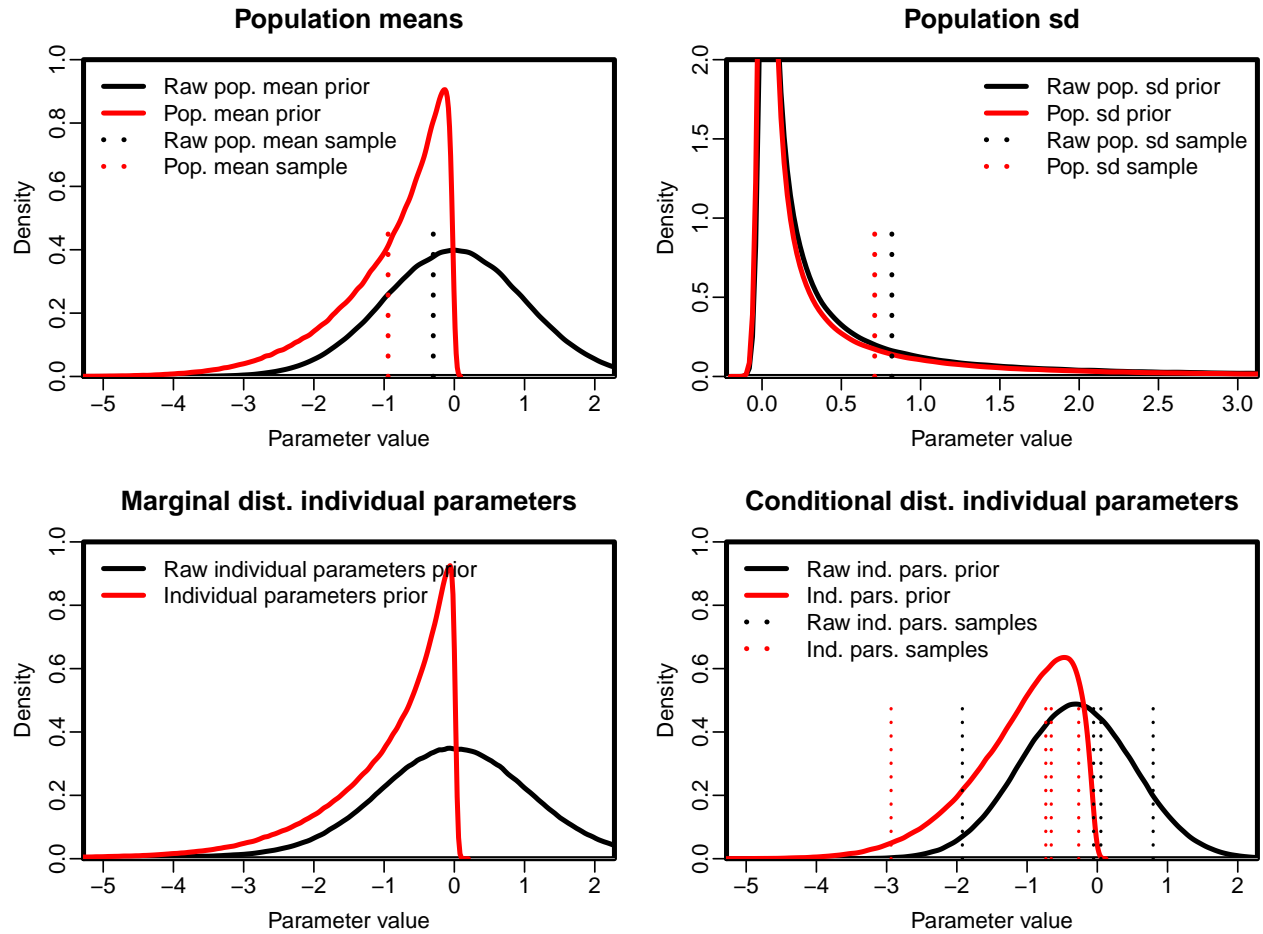 Population means
1.0
0.8
0.6
0.4
0.2
0.0
Density
Raw pop. mean prior
Pop. mean prior
Raw pop. mean sample
Pop. mean sample
−5 −4 −3 −2 −1 0 1 2
Parameter value
Population sd
2.0
1.5
1.0
0.5
0.0
Density
Raw pop. sd prior
Pop. sd prior
Raw pop. sd sample
Pop. sd sample
0.0 0.5 1.0 1.5 2.0 2.5 3.0
Parameter value
Marginal dist. individual parameters
1.0
0.8
0.6
0.4
0.2
0.0
Density
Raw individual parameters prior
Individual parameters prior
−5 −4 −3 −2 −1 0 1 2
Parameter value
Conditional dist. individual parameters
1.0
0.8
0.6
0.4
0.2
0.0
Density
Raw ind. pars. prior
Ind. pars. prior
Raw ind. pars. samples
Ind. pars. samples
−5 −4 −3 −2 −1 0 1 2
Parameter value